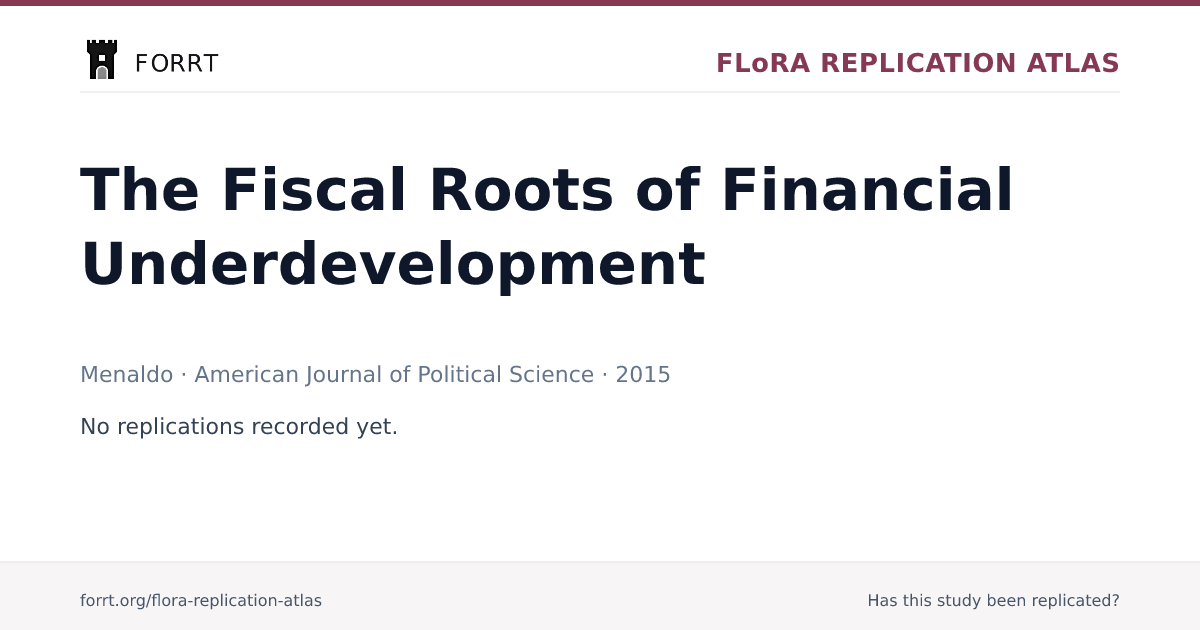 FORRT
FLoRA REPLICATION ATLAS
The Fiscal Roots of Financial
Underdevelopment
Menaldo · American Journal of Political Science · 2015
No replications recorded yet.
forrt.org/flora-replication-atlas
Has this study been replicated?